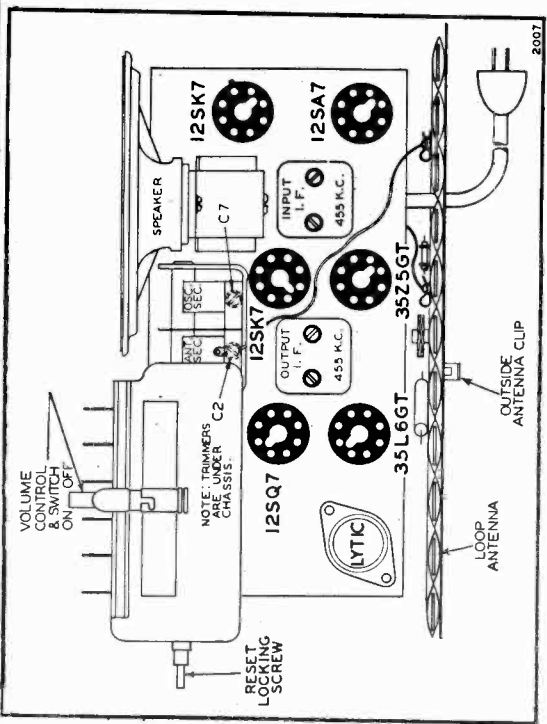 VOLUME
CONTROL
& SWITCH
ON OFF
SPEAKER
12SK7
12SA7
INPUT
I. F.
455 K.C.
C7
OSC.
SEC.
ANT.
SEC.
C2
12SK7
35Z5GT
OUTPUT
I. F.
455 K.C.
NOTE: TRIMMERS
ARE UNDER
CHASSIS.
12SQ7
35L6GT
LYTIC
RESET
LOCKING
SCREW
LOOP
ANTENNA
OUTSIDE
ANTENNA CLIP
2007